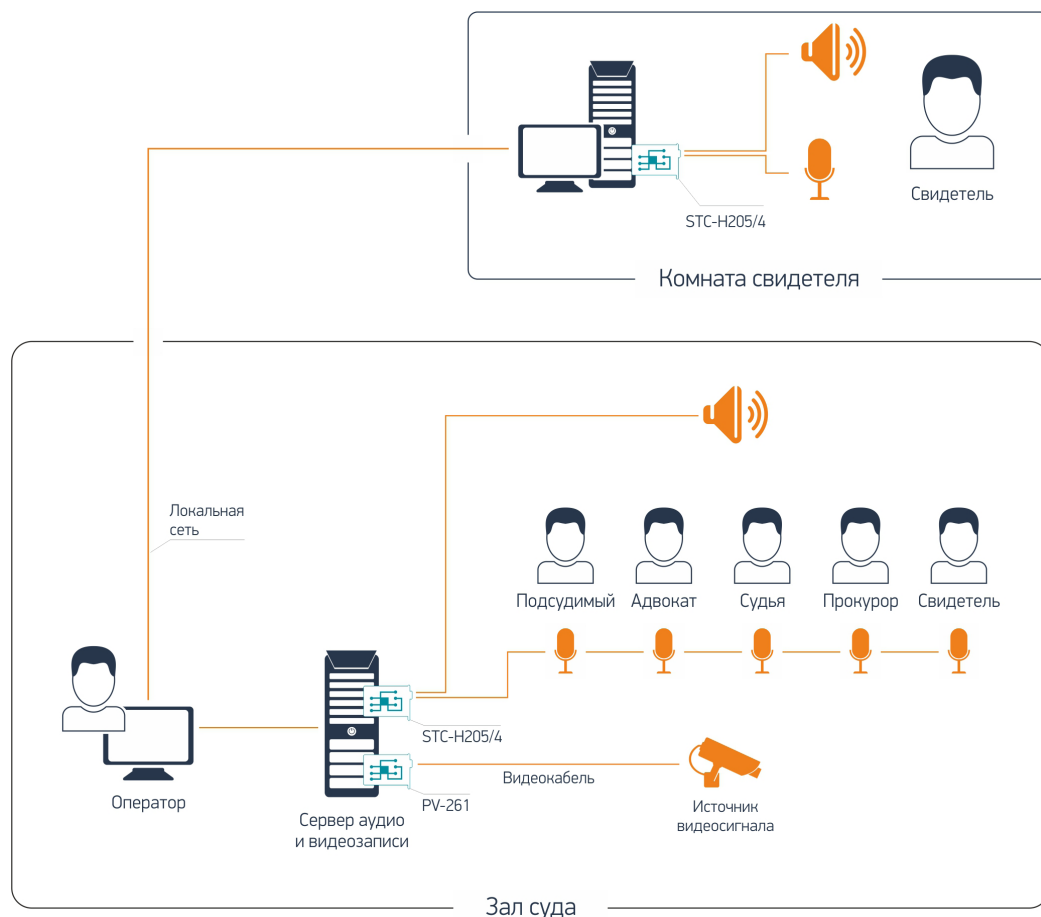 Свидетель
STC-H205/4
Комната свидетеля
Локальная
сеть
Подсудимый
Адвокат
Судья
Прокурор
Свидетель
STC-H205/4
Видеокабель
PV-261
Оператор
Сервер аудио
и видеозаписи
Источник
видеосигнала
Зал суда